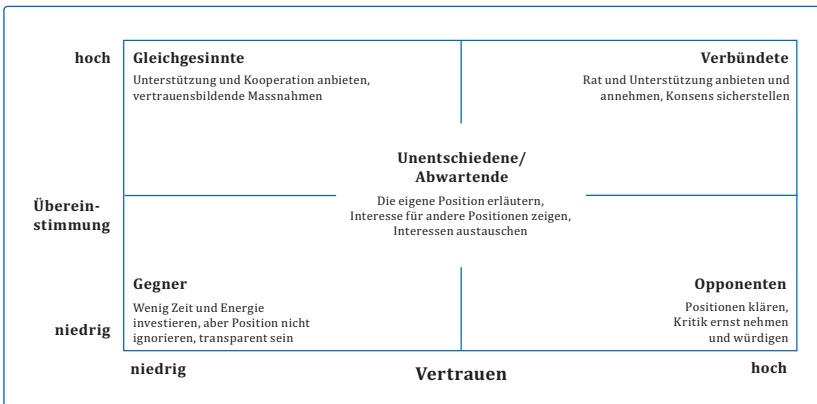 hoch
Gleichgesinnte
Unterstützung und Kooperation anbieten,
vertrauensbildende Massnahmen
Verbündete
Rat und Unterstützung anbieten und
annehmen, Konsens sicherstellen
Unentschiedene/
Abwartende
Die eigene Position erläutern,
Interesse für andere Positionen zeigen,
Interessen austauschen
Überein-
stimmung
Gegner
Wenig Zeit und Energie
investieren, aber Position nicht
ignorieren, transparent sein
Opponenten
Positionen klären,
Kritik ernst nehmen
und würdigen
niedrig
niedrig
Vertrauen
hoch